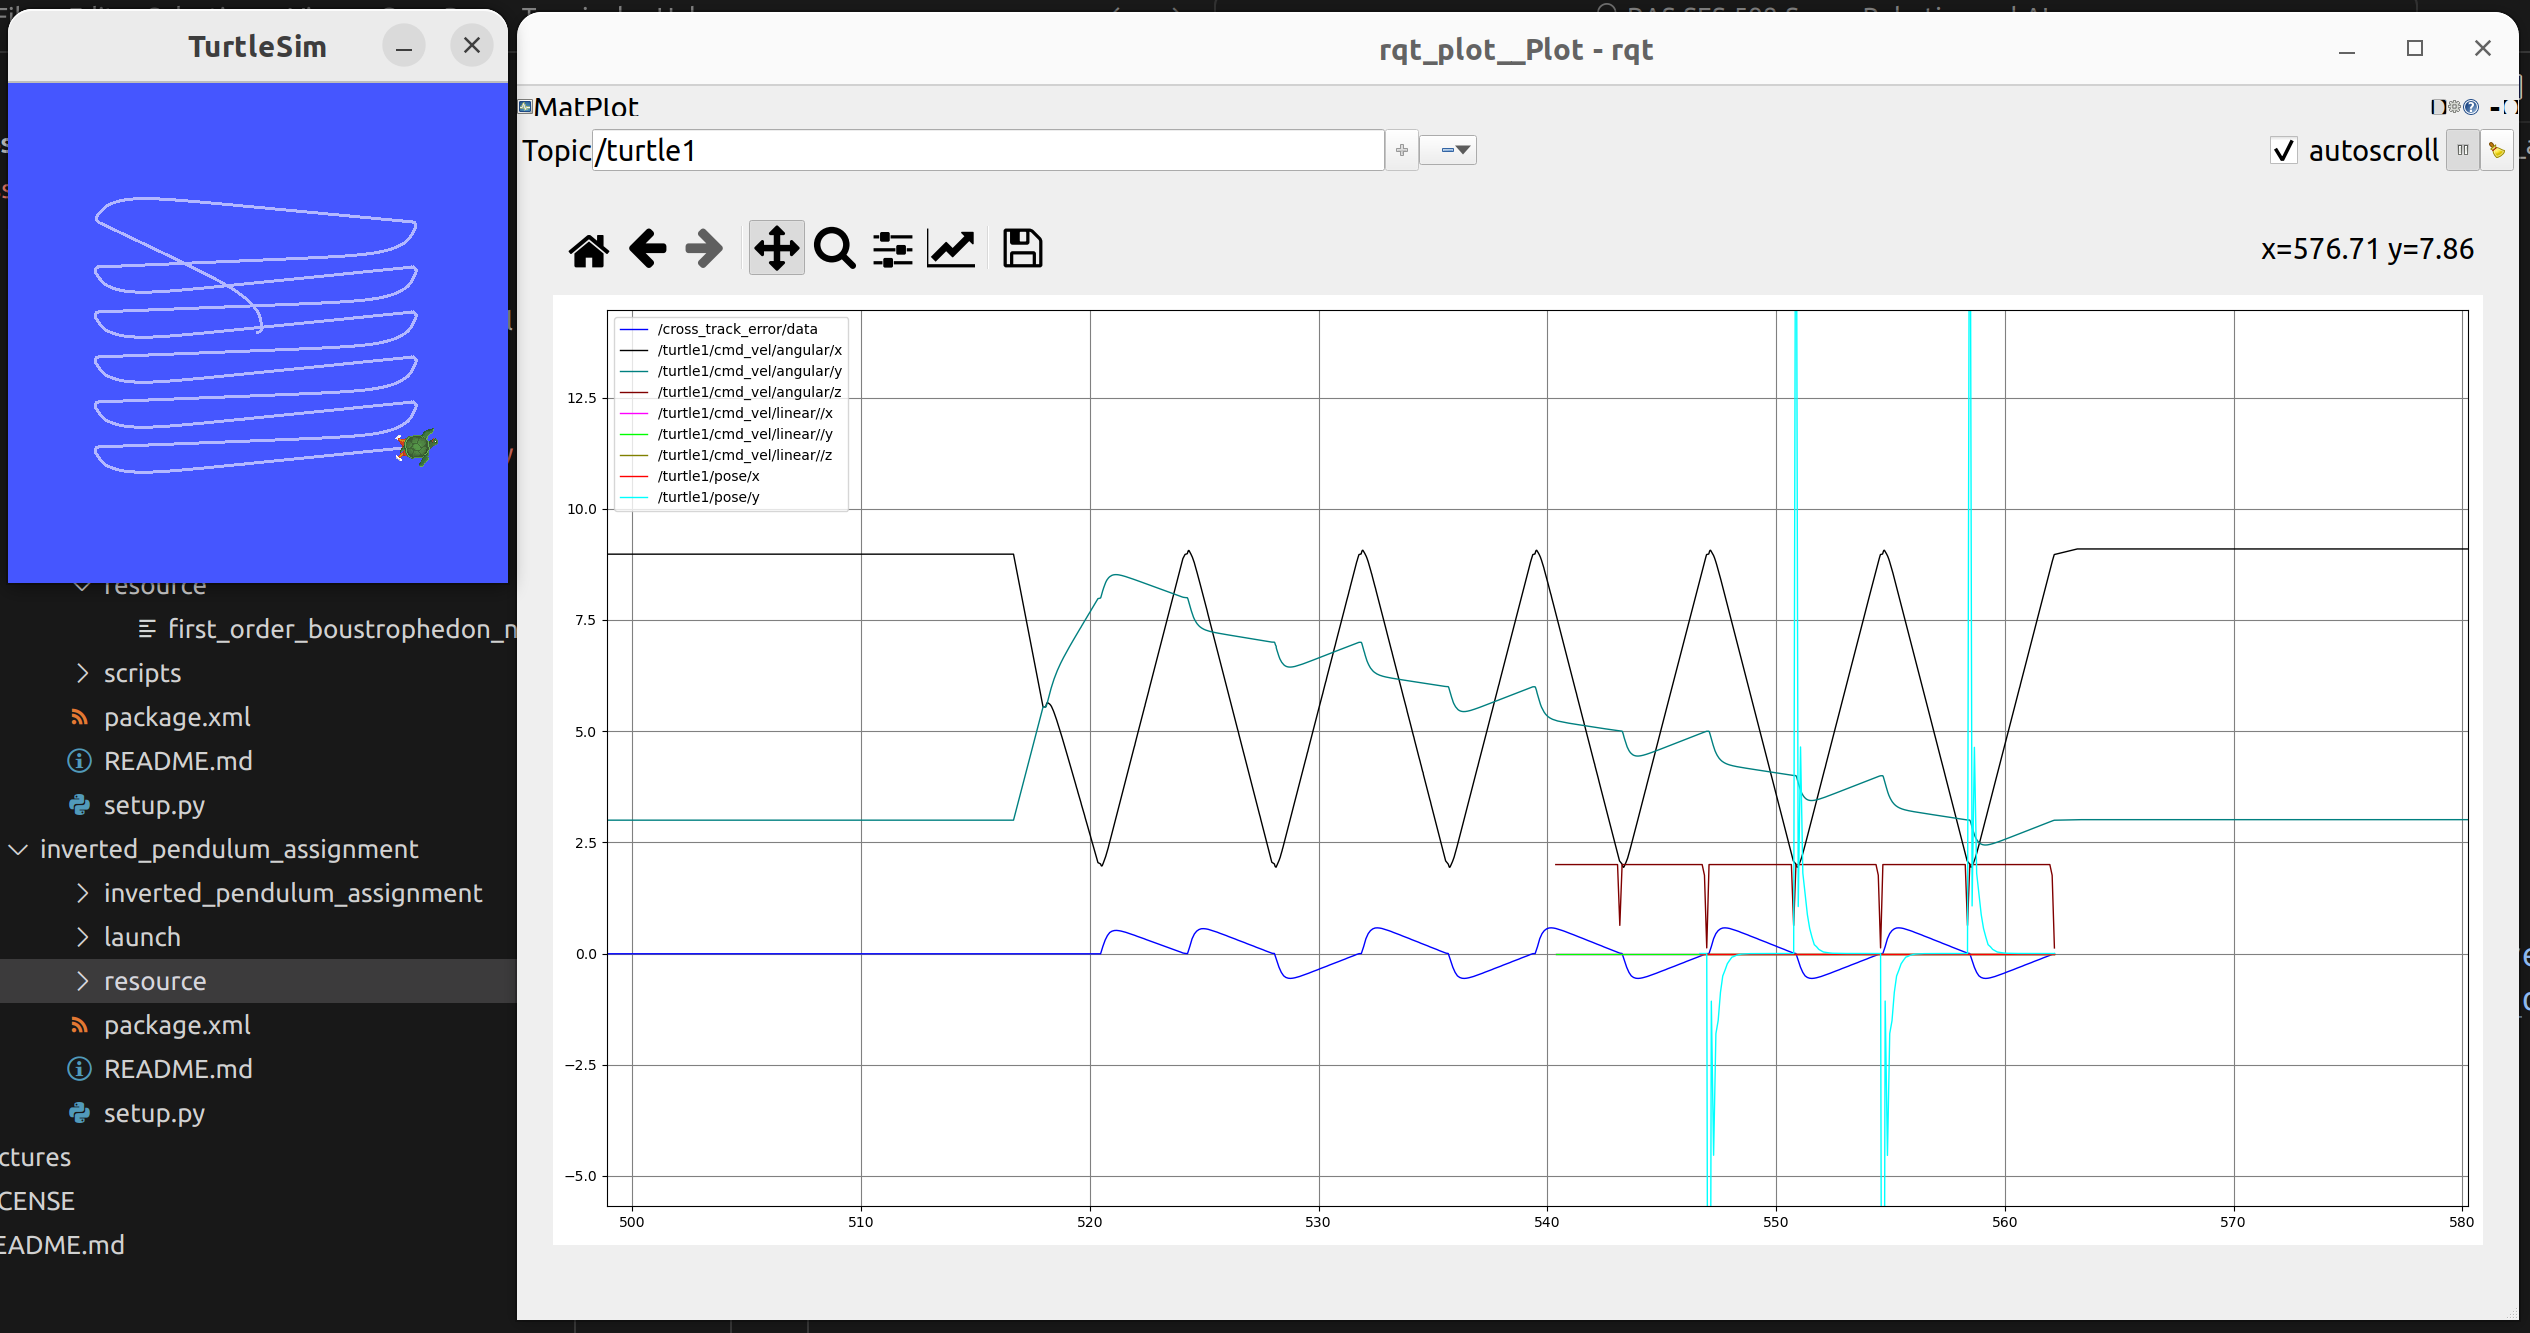 TurtleSim
resource
first_order_boustrophedon_n
scripts
package.xml
README.md
setup.py
inverted_pendulum_assignment
inverted_pendulum_assignment
launch
resource
package.xml
README.md
setup.py
ctures
CENSE
EADME.md
rqt_plot__Plot - rqt
MatPlot
Topic /turtle1
autoscroll
x=576.71 y=7.86
/cross_track_error/data
/turtle1/cmd_vel/angular/x
/turtle1/cmd_vel/angular/y
/turtle1/cmd_vel/angular/z
/turtle1/cmd_vel/linear//x
/turtle1/cmd_vel/linear//y
/turtle1/cmd_vel/linear//z
/turtle1/pose/x
/turtle1/pose/y
12.5
10.0
7.5
5.0
2.5
0.0
−2.5
−5.0
500 510 520 530 540 550 560 570 580